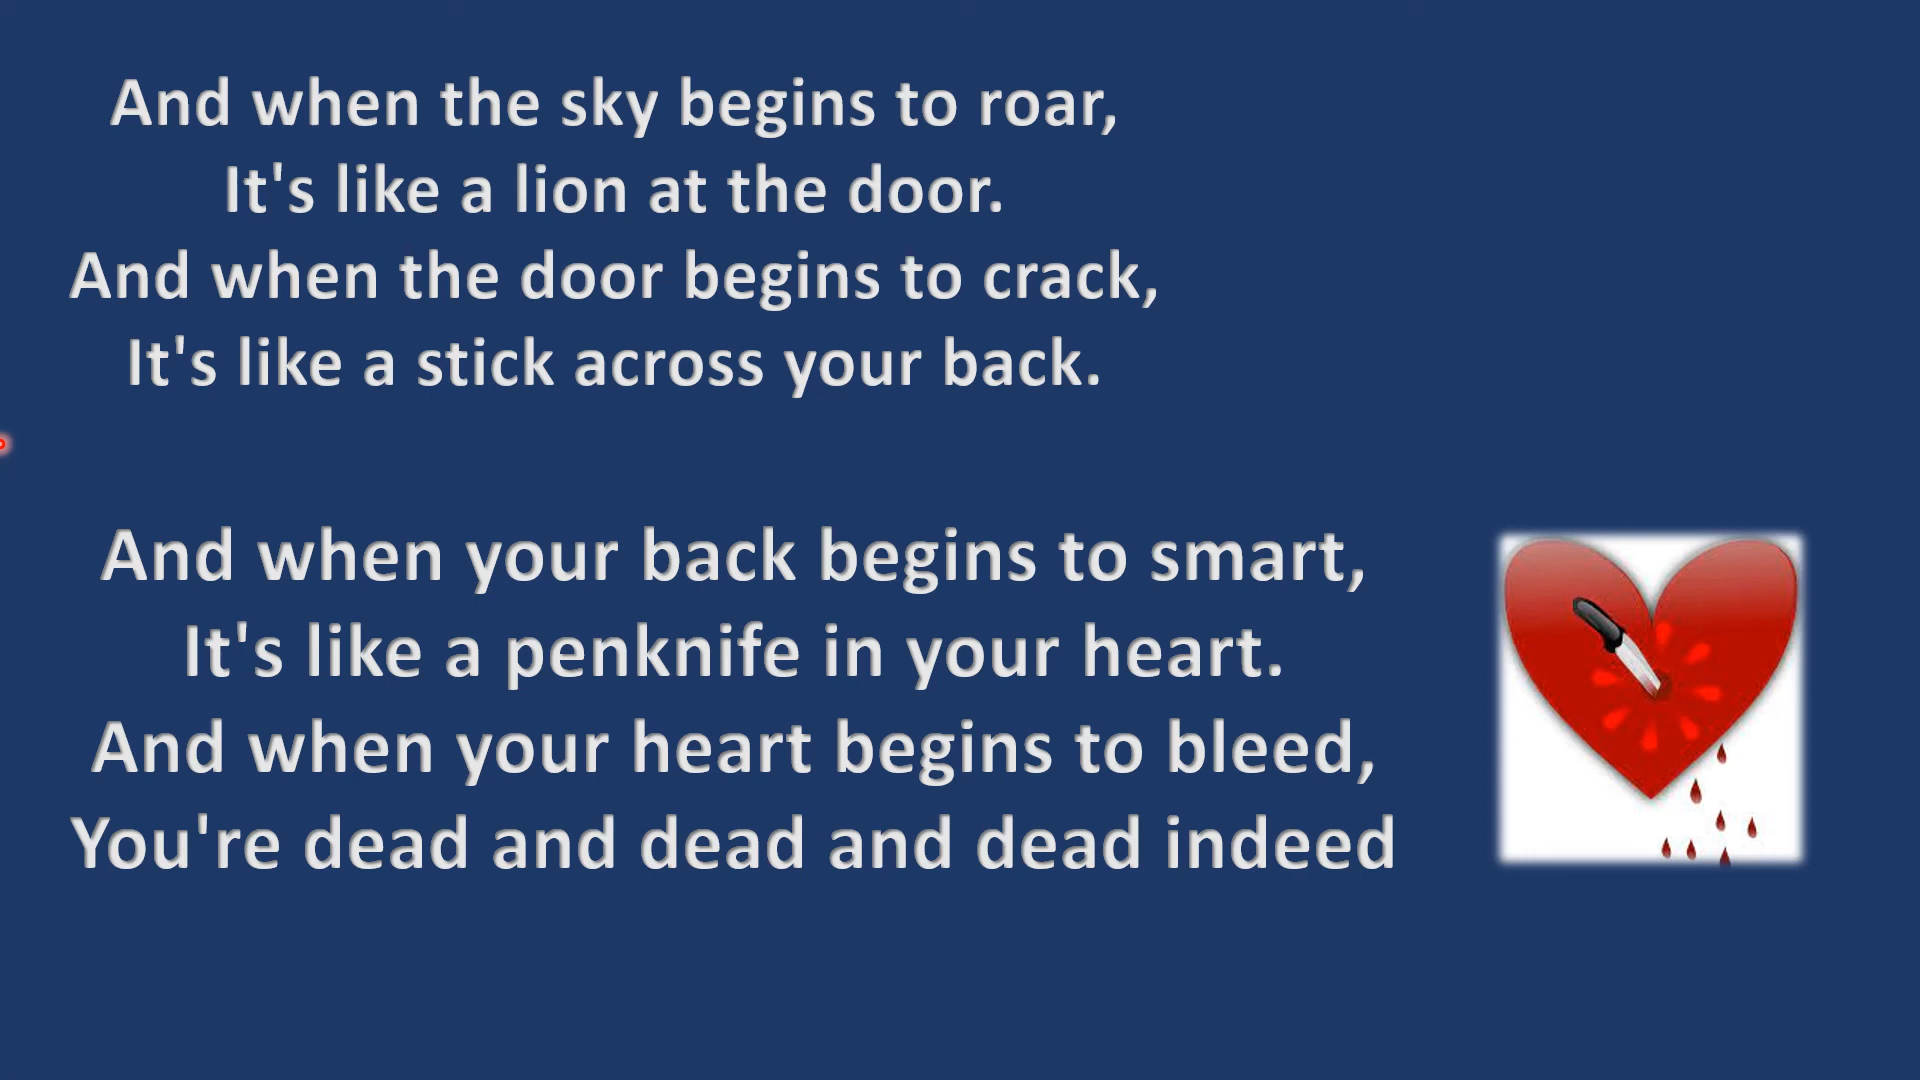 And when the sky begins to roar,
It's like a lion at the door.
And when the door begins to crack,
It's like a stick across your back.
And when your back begins to smart,
It's like a penknife in your heart.
And when your heart begins to bleed,
You're dead and dead and dead indeed